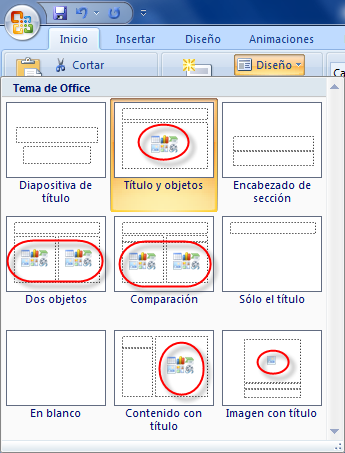 Inicio Insertar Diseño Animaciones
Cortar
Diseño
Tema de Office
Diapositiva de título
Título y objetos
Encabezado de sección
Dos objetos
Comparación
Sólo el título
En blanco
Contenido con título
Imagen con título